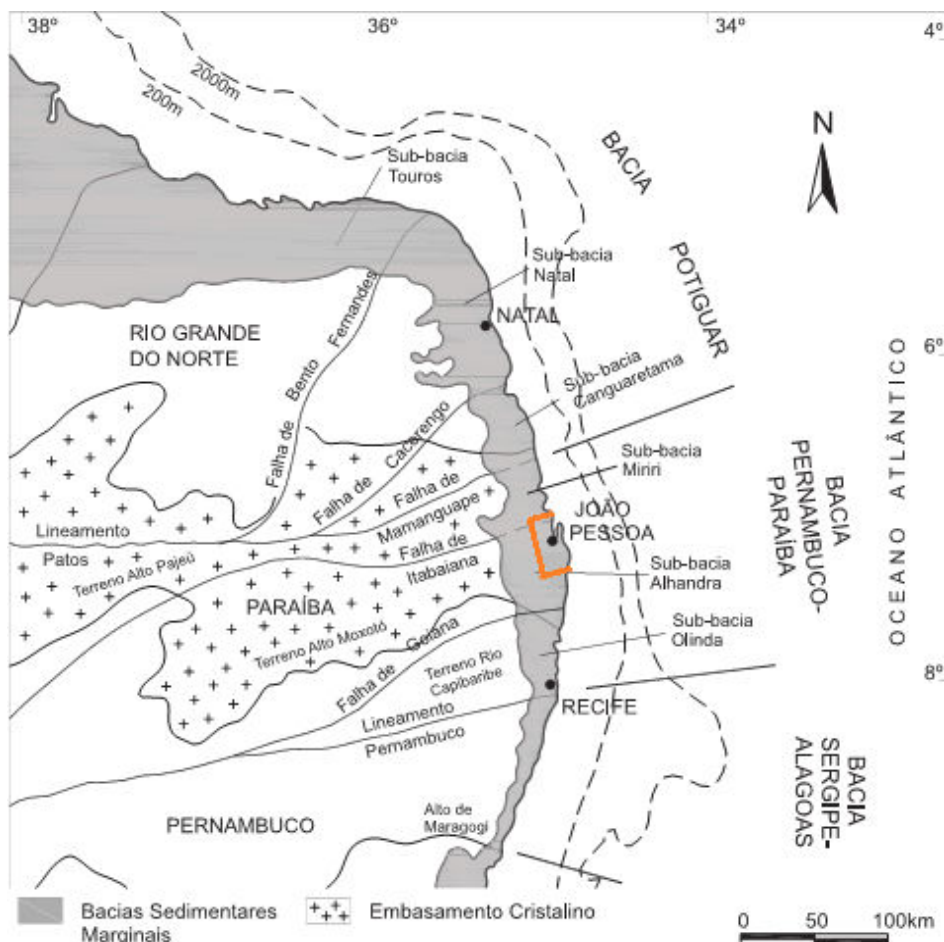 38°
36°
34°
4°
2000m
200m
N
BACIA
POTIGUAR
Sub-bacia
Touros
Sub-bacia
Natal
NATAL
RIO GRANDE
DO NORTE
Falha de Bento Fernandes
6°
Sub-bacia
Canguaretama
OCEANO ATLÂNTICO
Falha de Cacerengo
Falha de
Mamanguape
Sub-bacia
Miriri
BACIA
PERNAMBUCO-
PARAÍBA
JOÃO
PESSOA
Lineamento
Patos
Terreno Alto Pajeú
Falha de
Itabaiana
Sub-bacia
Alhandra
PARAÍBA
Terreno Alto Moxotó
Falha de Goiana
Sub-bacia
Olinda
Terreno Rio
Capibaribe
8°
RECIFE
Lineamento
Pernambuco
BACIA
SERGIPE-
ALAGOAS
PERNAMBUCO
Alto de
Maragogi
Bacias Sedimentares
Marginais
Embasamento Cristalino
0 50 100km